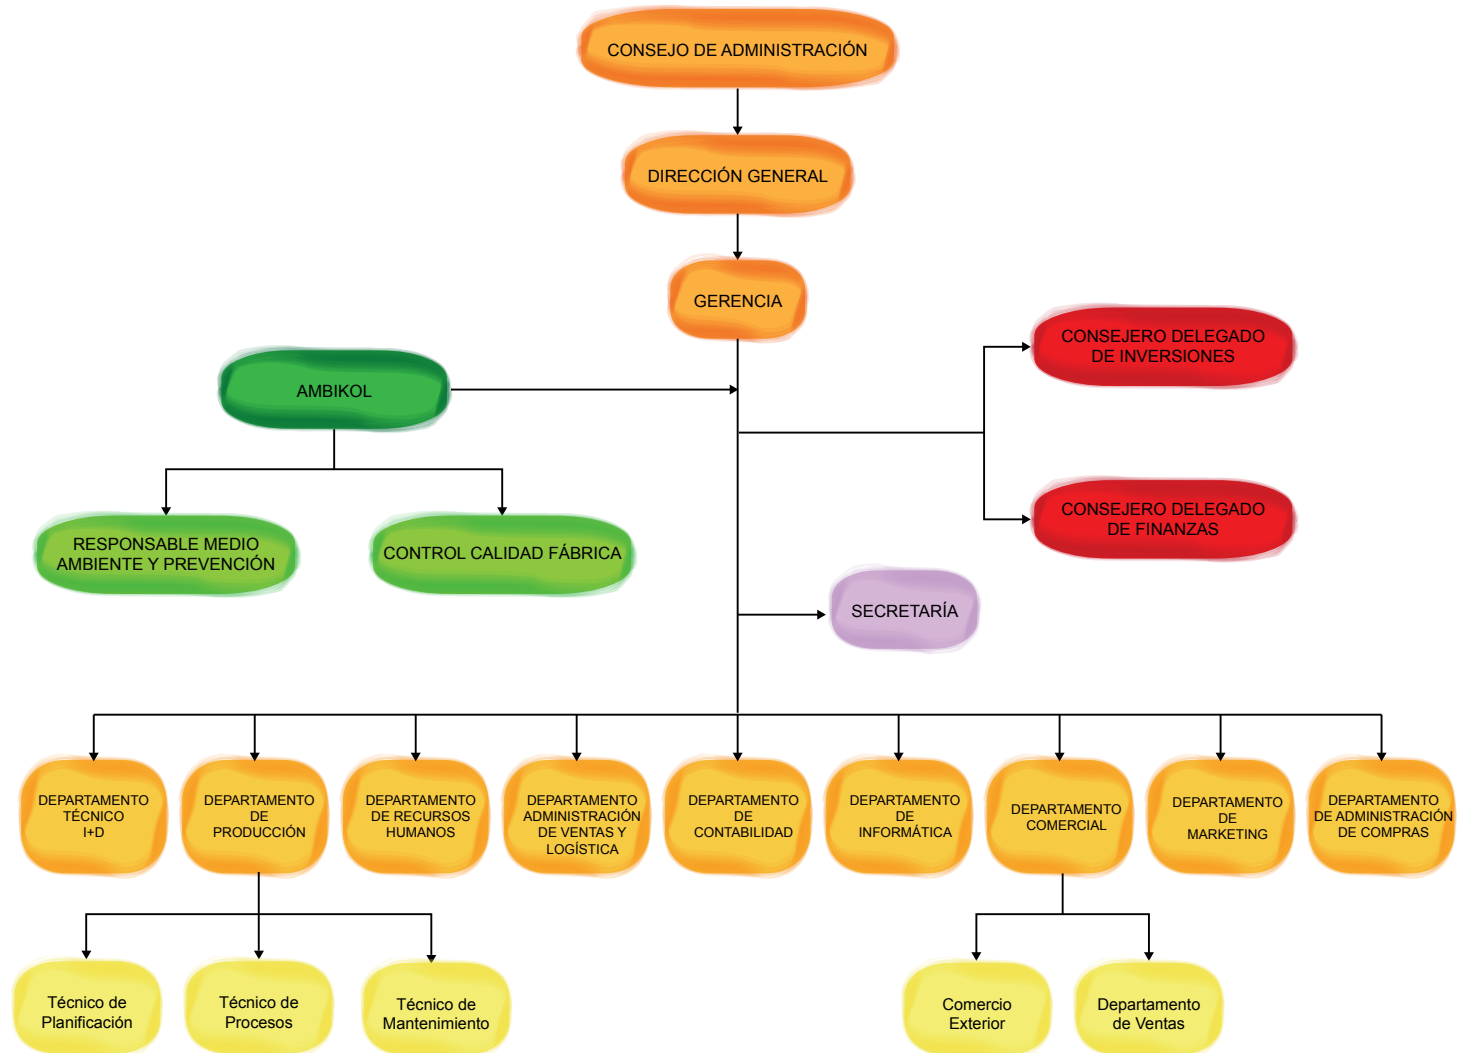 CONSEJO DE ADMINISTRACIÓN
DIRECCIÓN GENERAL
GERENCIA
CONSEJERO DELEGADO
DE INVERSIONES
AMBIKOL
CONSEJERO DELEGADO
DE FINANZAS
RESPONSABLE MEDIO
AMBIENTE Y PREVENCIÓN
CONTROL CALIDAD FÁBRICA
SECRETARÍA
DEPARTAMENTO
TÉCNICO
I+D
DEPARTAMENTO
DE
PRODUCCIÓN
DEPARTAMENTO
DE RECURSOS
HUMANOS
DEPARTAMENTO
ADMINISTRACIÓN
DE VENTAS Y
LOGÍSTICA
DEPARTAMENTO
DE
CONTABILIDAD
DEPARTAMENTO
DE
INFORMÁTICA
DEPARTAMENTO
COMERCIAL
DEPARTAMENTO
DE
MARKETING
DEPARTAMENTO
DE ADMINISTRACIÓN
DE COMPRAS
Técnico de
Planificación
Técnico de
Procesos
Técnico de
Mantenimiento
Comercio
Exterior
Departamento
de Ventas